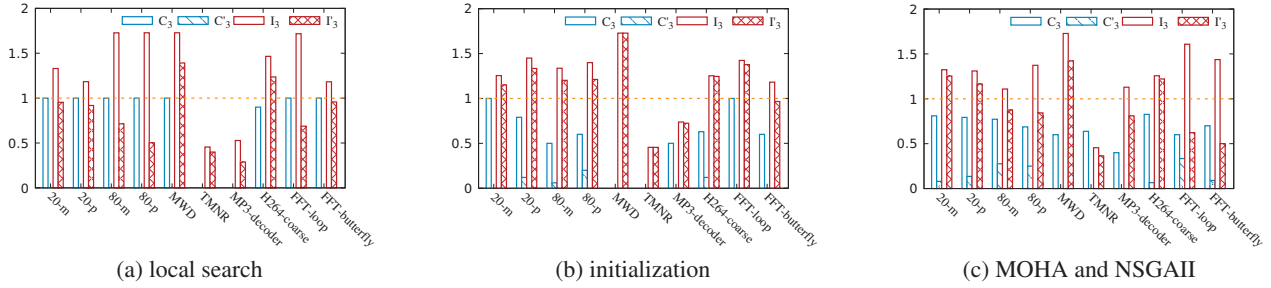 C3 C'3 I3 I'3
2
1.5
1
0.5
0
20-m 20-p 80-m 80-p MWD TMNR MP3-decoder H264-coarse FFT-loop FFT-butterfly
(a) local search
C3 C'3 I3 I'3
2
1.5
1
0.5
0
20-m 20-p 80-m 80-p MWD TMNR MP3-decoder H264-coarse FFT-loop FFT-butterfly
(b) initialization
C3 C'3 I3 I'3
2
1.5
1
0.5
0
20-m 20-p 80-m 80-p MWD TMNR MP3-decoder H264-coarse FFT-loop FFT-butterfly
(c) MOHA and NSGAII